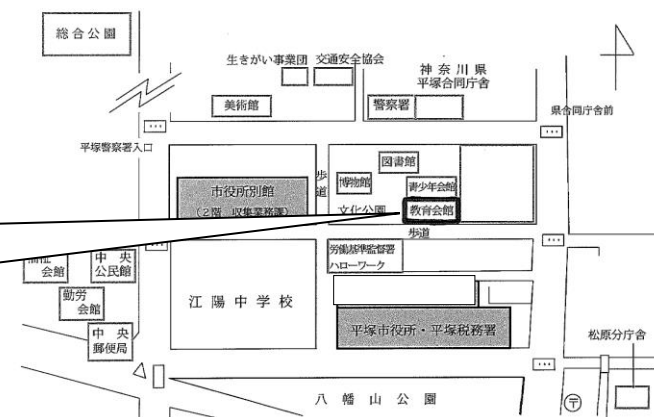 総合公園
生きがい事業団 交通安全協会
神奈川県
平塚合同庁舎
美術館
警察署
県合同庁舎前
平塚警察署入口
図書館
歩道
博物館
青少年会館
市役所別館
(2階 収集業務課)
文化公園
教育会館
歩道
福祉
会館
中央
公民館
労働基準監督署
ハローワーク
勤労
会館
江陽中学校
中央
郵便局
平塚市役所・平塚税務署
松原分庁舎
八幡山公園
〒